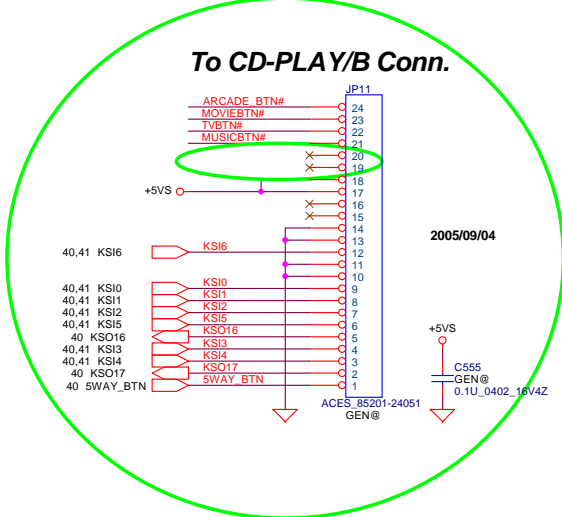 To CD-PLAY/B Conn.
JP11
ARCADE_BTN# 24
MOVIEBTN# 23
TVBTN# 22
MUSICBTN# 21
20
19
18
+5VS 17
16
15
14
13
40,41 KSI6 KSI6 12
11
10
40,41 KSI0 KSI0 9
40,41 KSI1 KSI1 8
40,41 KSI2 KSI2 7
40,41 KSI5 KSI5 6
40 KSO16 KSO16 5
40,41 KSI3 KSI3 4
40,41 KSI4 KSI4 3
40 KSO17 KSO17 2
40 5WAY_BTN 5WAY_BTN 1
ACES_85201-24051
GEN@
2005/09/04
+5VS
C555
GEN@
0.1U_0402_16V4Z